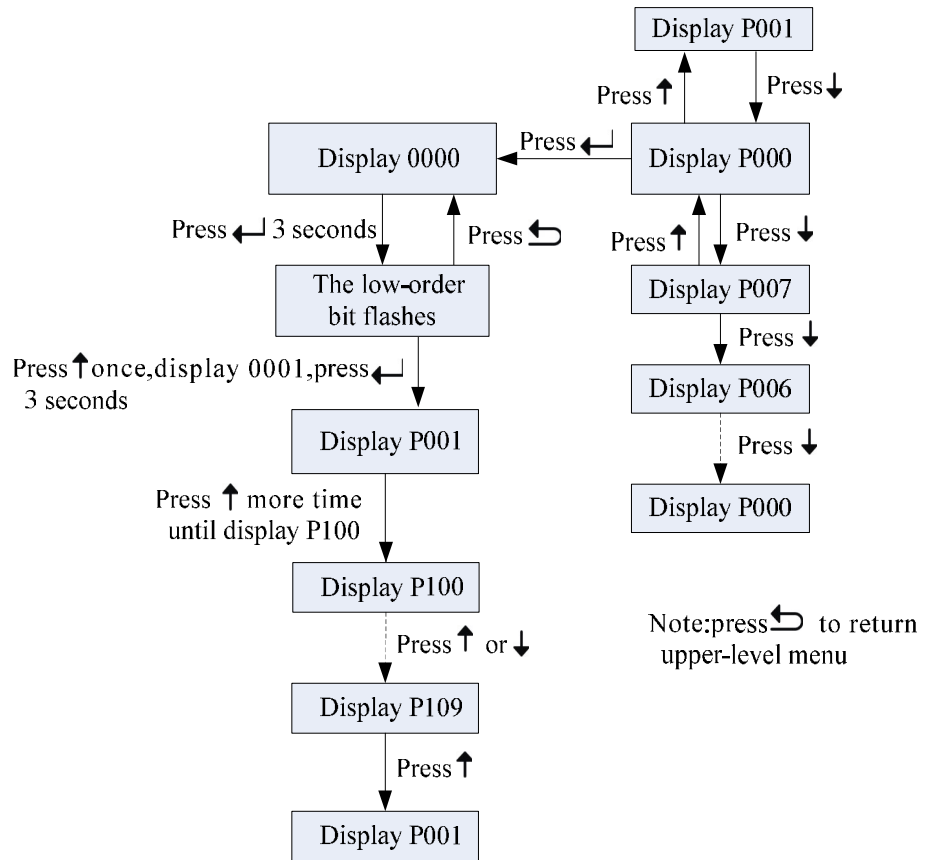 Display P001
Press ↑
Press ↓
Display 0000
Press ↵
Display P000
Press ↵ 3 seconds
Press ⮌
Press ↑
Press ↓
The low-order
bit flashes
Display P007
Press ↓
Press ↑ once,display 0001,press ↵
3 seconds
Display P006
Press ↓
Display P001
Display P000
Press ↑ more time
until display P100
Display P100
Press ↑ or ↓
Note:press ⮌ to return
upper-level menu
Display P109
Press ↑
Display P001